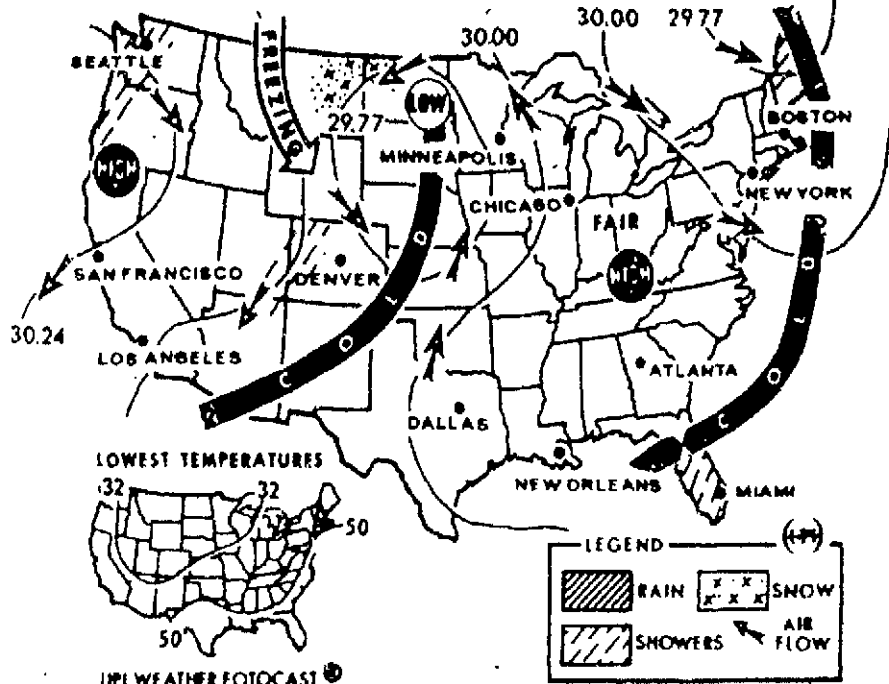 30.00
30.00
29.77
SEATTLE
FREEZING
LOW
29.77
BOSTON
MINNEAPOLIS
HIGH
NEW YORK
CHICAGO
FAIR
COLD
COLD
HIGH
SAN FRANCISCO
DENVER
30.24
LOS ANGELES
ATLANTA
DALLAS
LOWEST TEMPERATURES
NEW ORLEANS
MIAMI
32
32
50
50
LEGEND
RAIN
SNOW
SHOWERS
AIR
FLOW
UPI WEATHER FOTOCAST